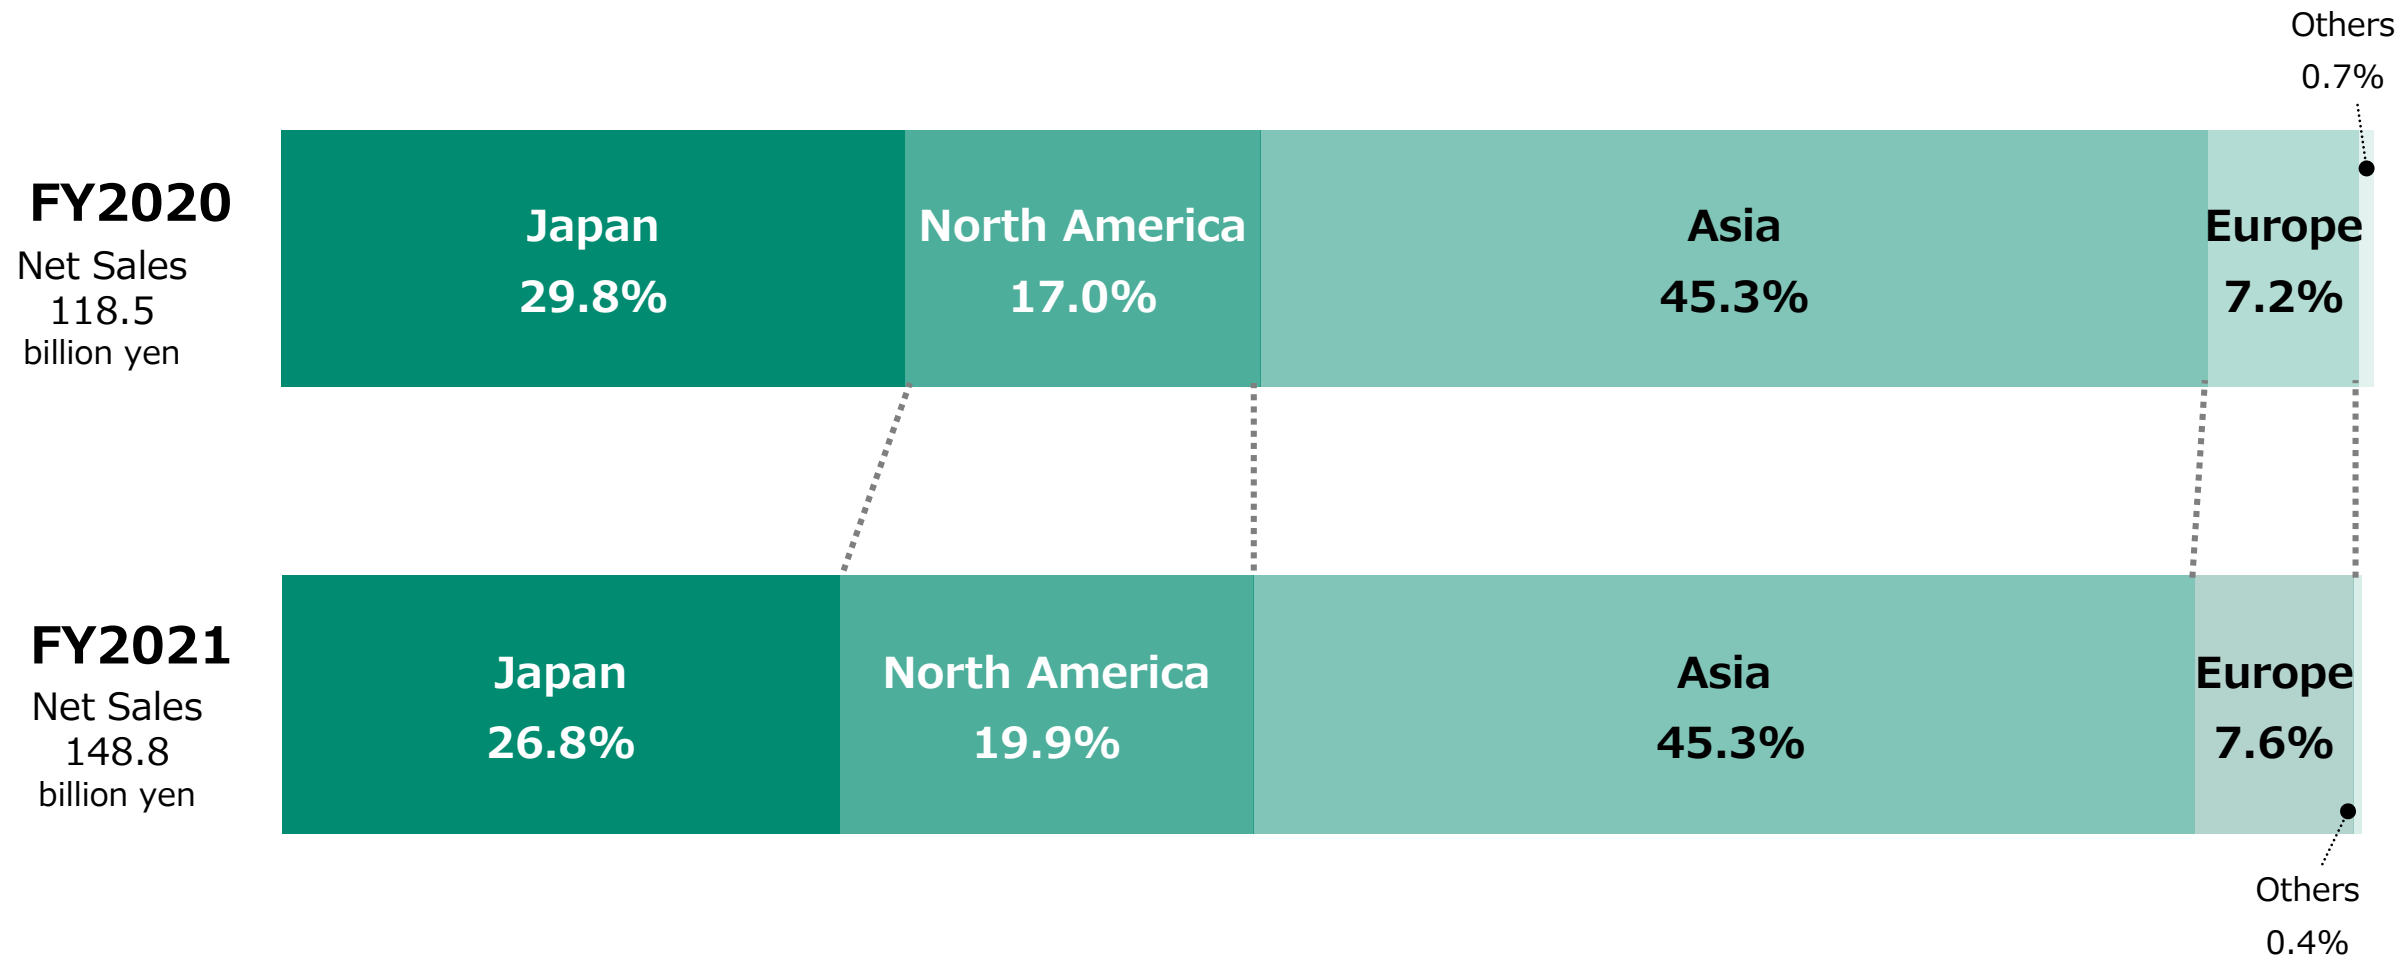 Others
0.7%
FY2020
Net Sales
118.5
billion yen
Japan
29.8%
North America
17.0%
Asia
45.3%
Europe
7.2%
FY2021
Net Sales
148.8
billion yen
Japan
26.8%
North America
19.9%
Asia
45.3%
Europe
7.6%
Others
0.4%